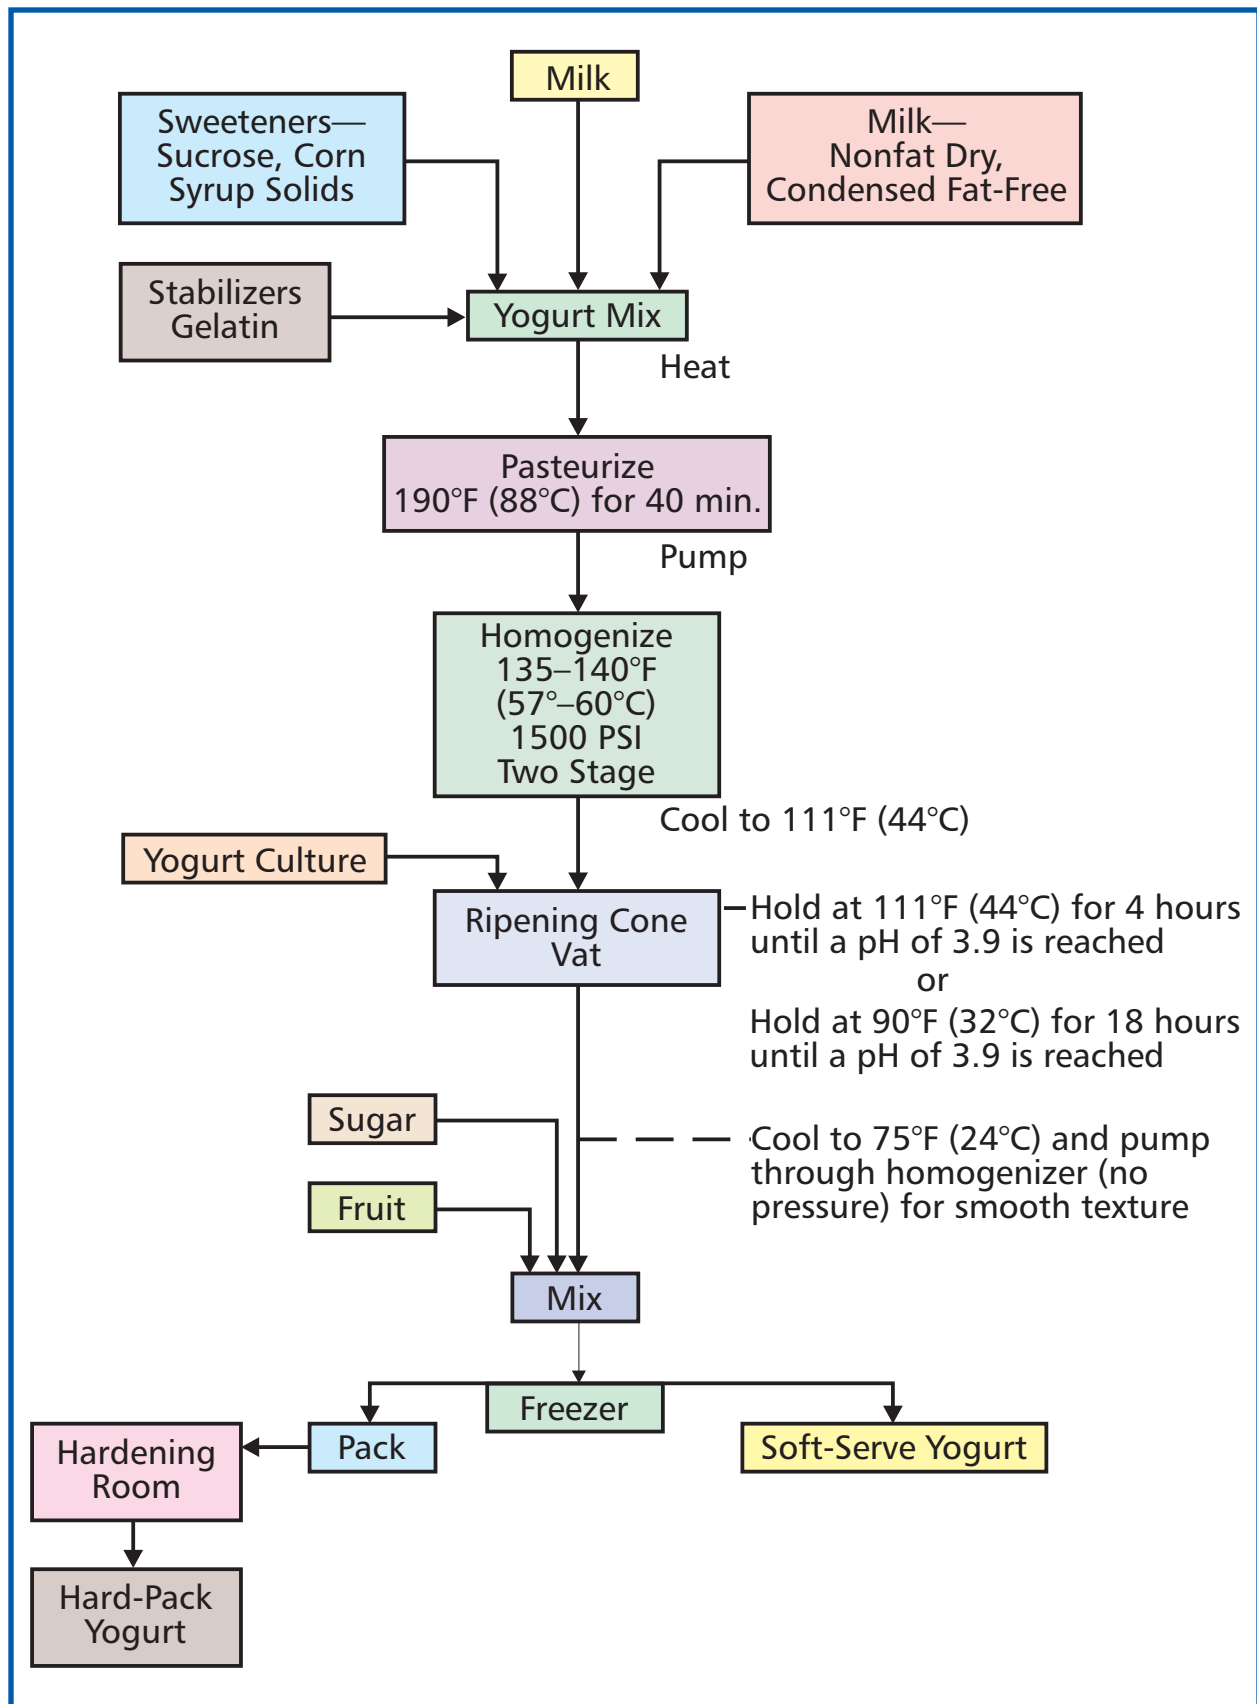 Milk
Sweeteners—
Sucrose, Corn
Syrup Solids
Milk—
Nonfat Dry,
Condensed Fat-Free
Stabilizers
Gelatin
Yogurt Mix
Heat
Pasteurize
190°F (88°C) for 40 min.
Pump
Homogenize
135–140°F
(57°–60°C)
1500 PSI
Two Stage
Cool to 111°F (44°C)
Yogurt Culture
Ripening Cone
Vat
Hold at 111°F (44°C) for 4 hours
until a pH of 3.9 is reached
or
Hold at 90°F (32°C) for 18 hours
until a pH of 3.9 is reached
Sugar
Cool to 75°F (24°C) and pump
through homogenizer (no
pressure) for smooth texture
Fruit
Mix
Freezer
Pack
Soft-Serve Yogurt
Hardening
Room
Hard-Pack
Yogurt